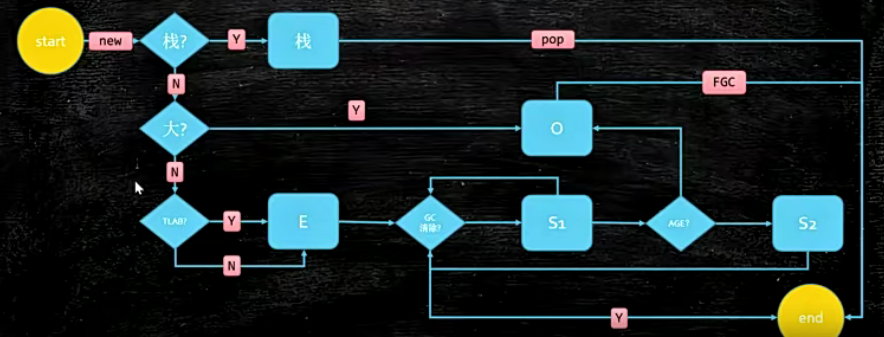 start
new
栈?
Y
栈
pop
N
FGC
大?
Y
O
N
TLAB?
Y
E
GC
清除?
S1
AGE?
S2
N
Y
end